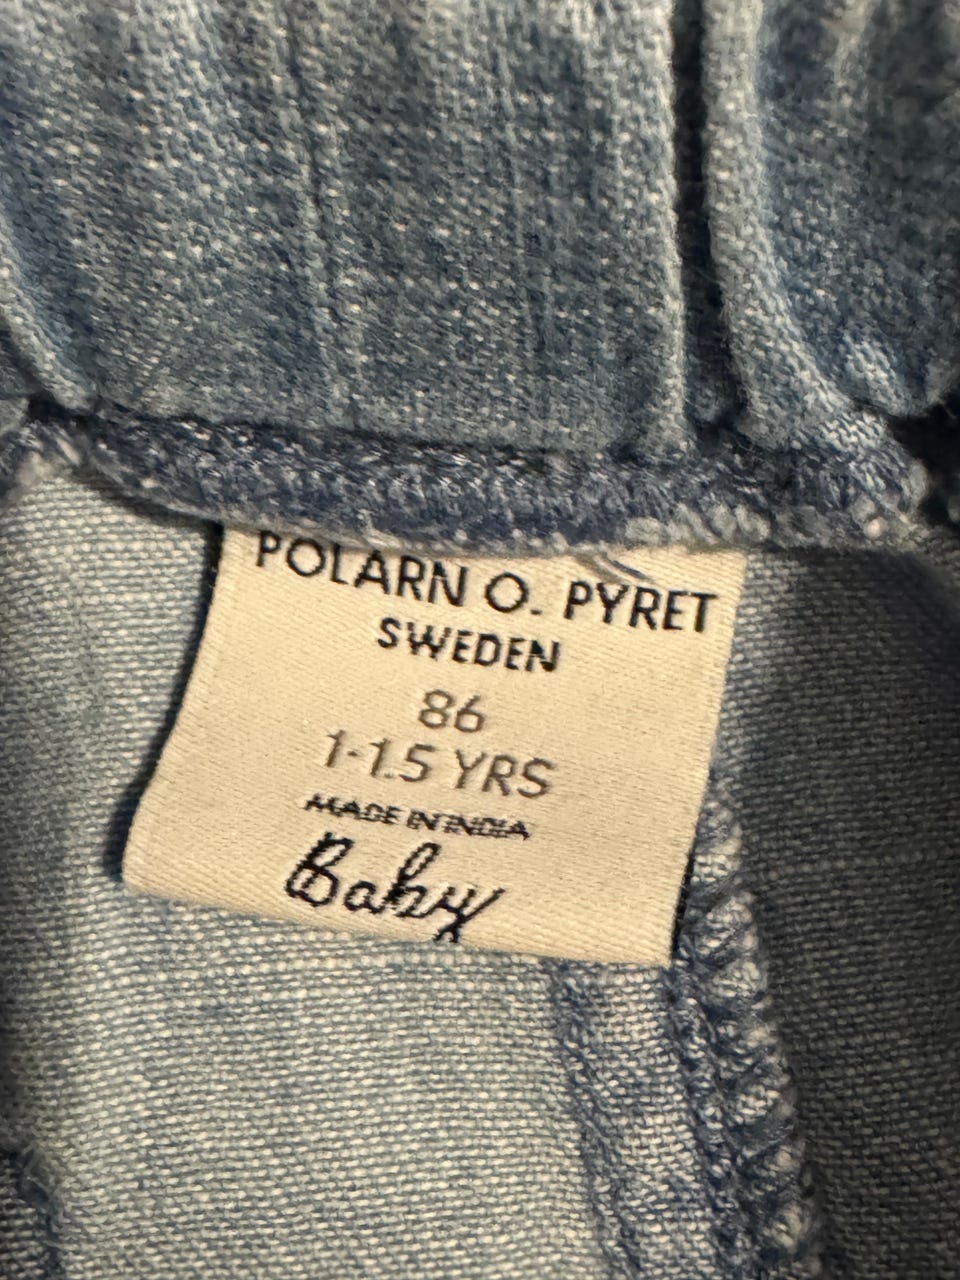 POLARN O. PYRET
SWEDEN
86
1-1.5 YRS
MADE IN INDIA
Baby